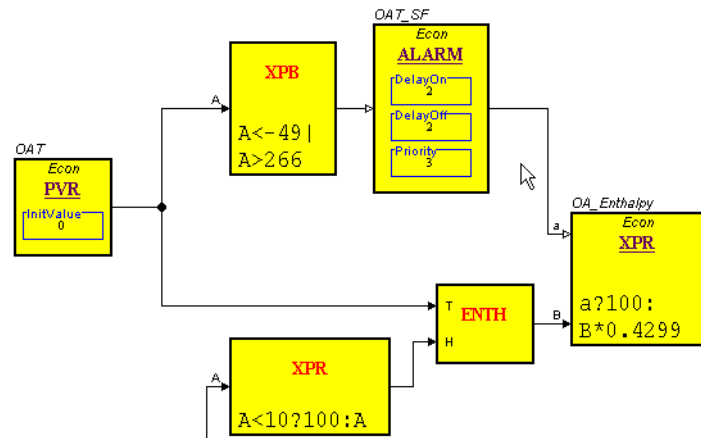 OAT_SF
Econ
ALARM
DelayOn
2
DelayOff
2
Priority
3
XPB
A
A<-49|
A>266
OAT
Econ
PVR
InitValue
0
OA_Enthalpy
Econ
XPR
a
a?100:
B
B*0.4299
ENTH
T
H
XPR
A
A<10?100:A